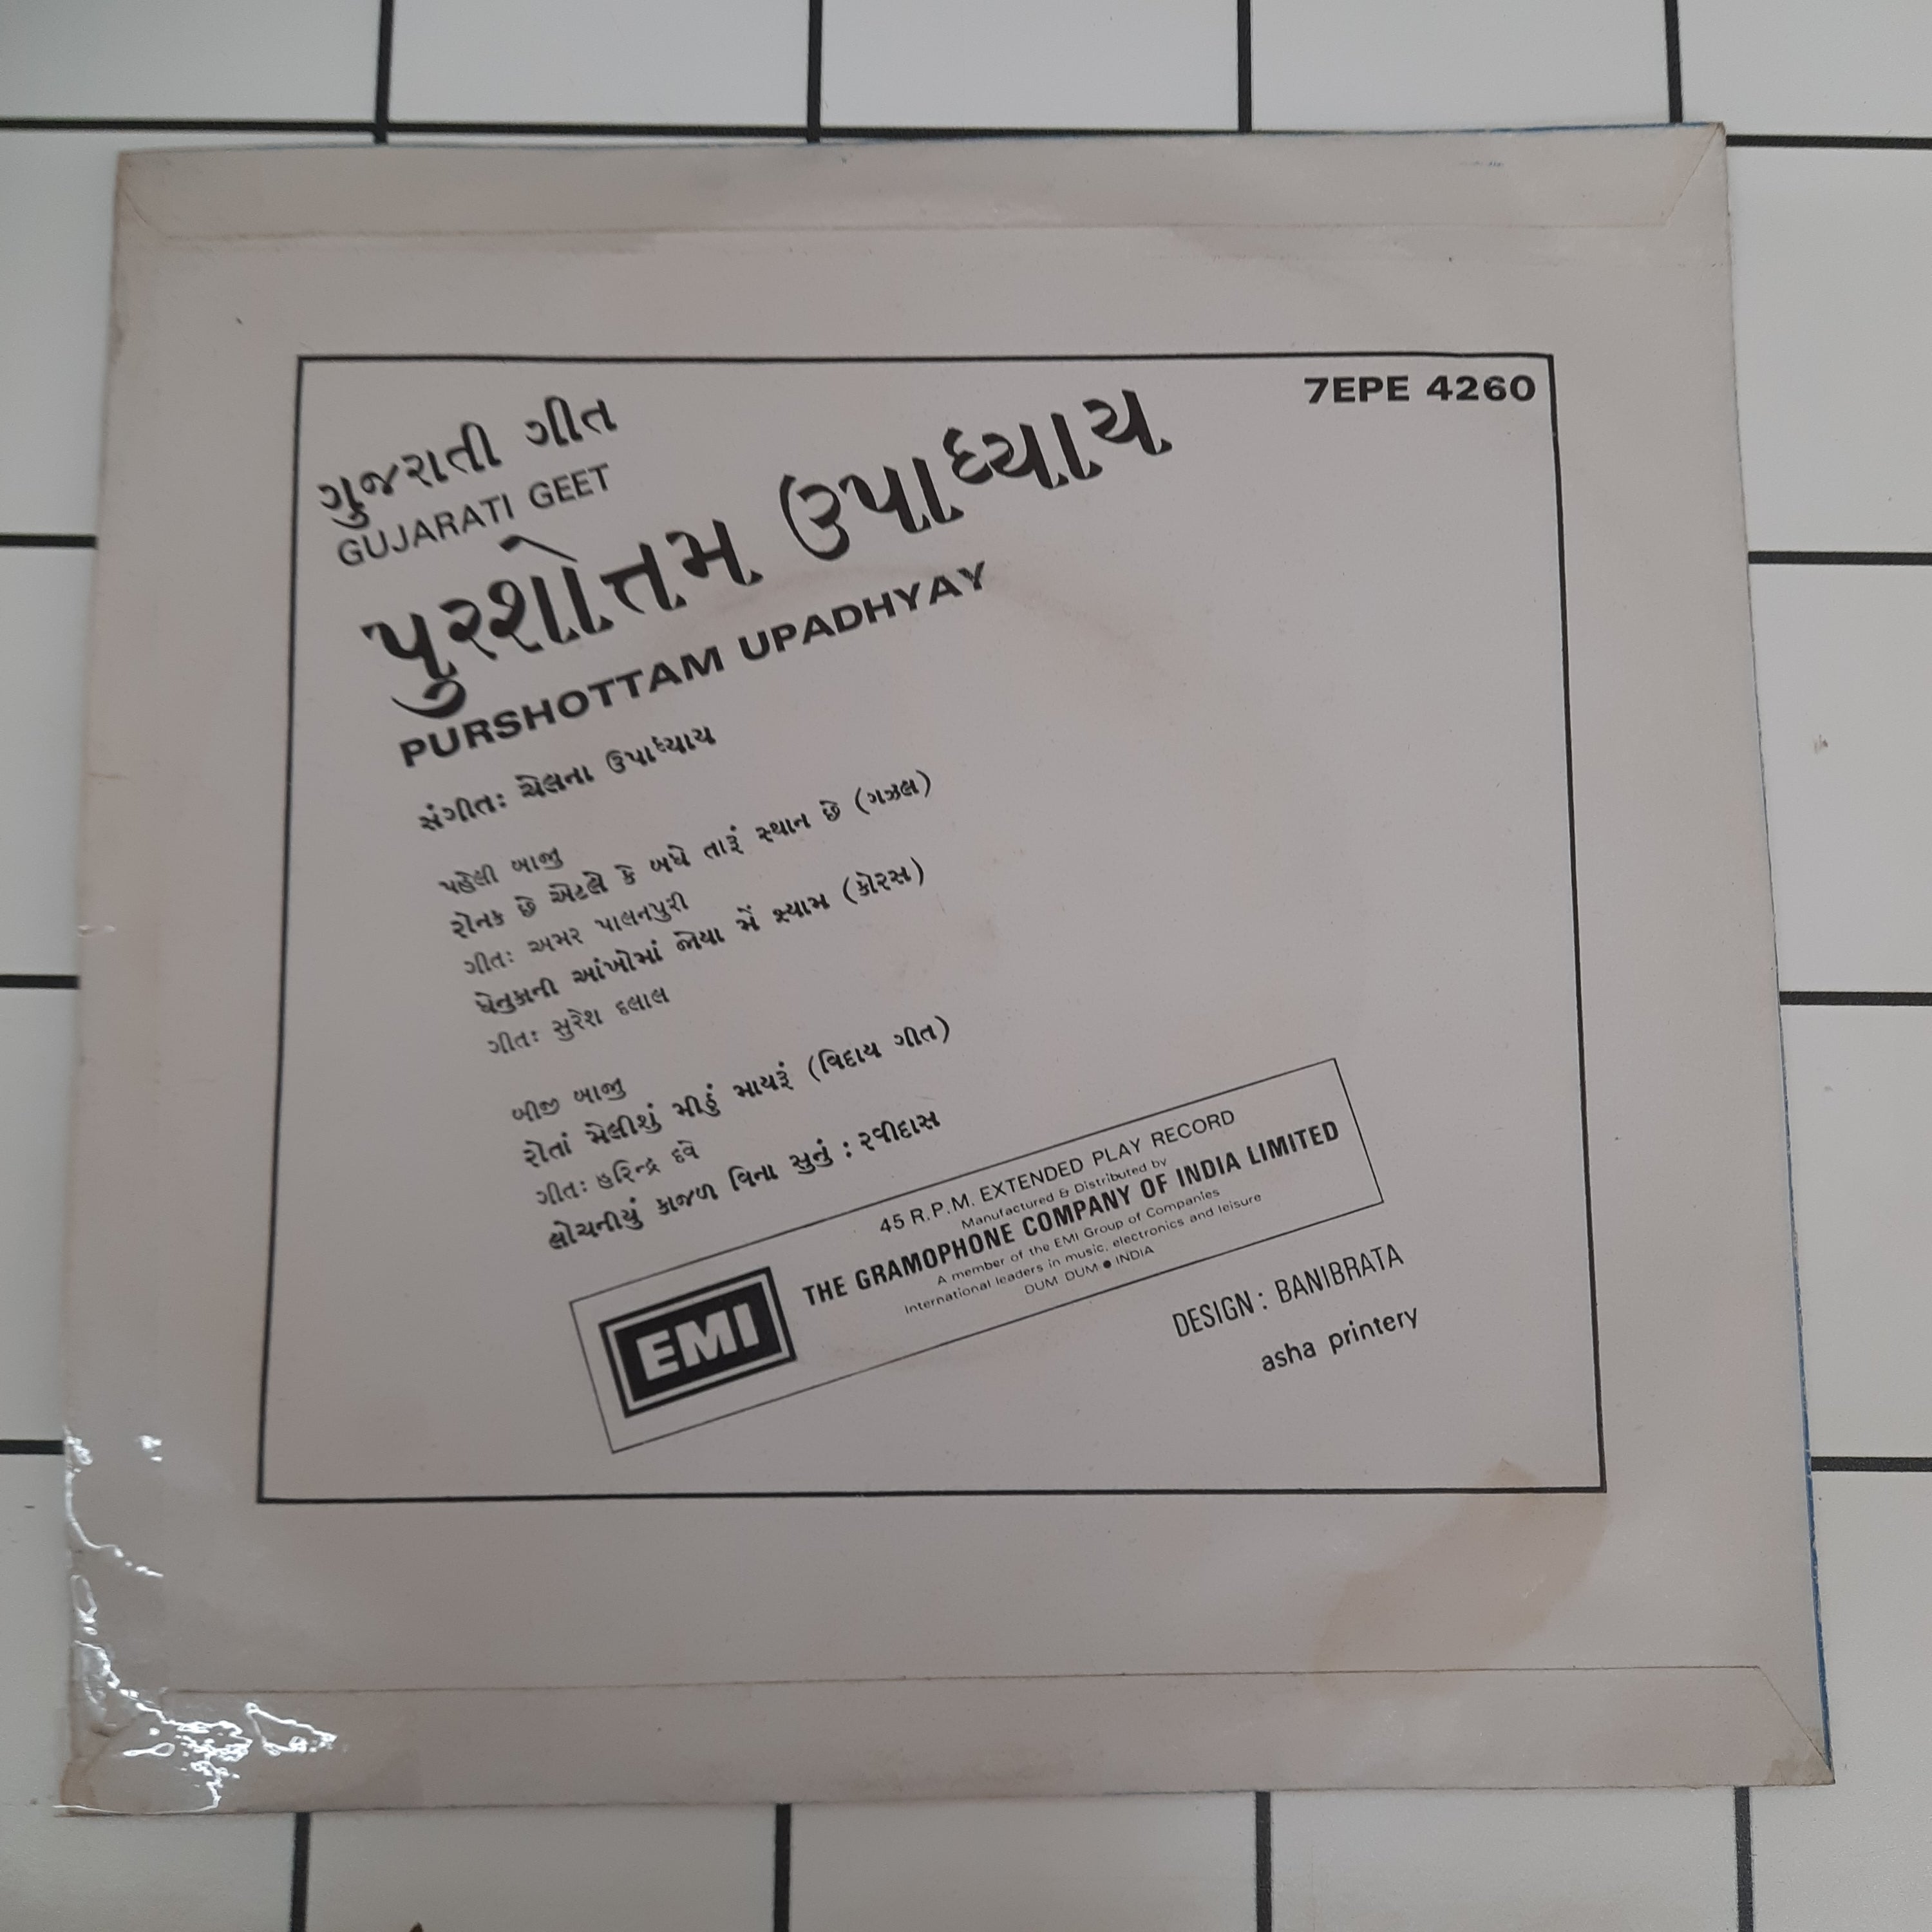 7EPE 4260
ગુજરાતી ગીત
GUJARATI GEET
પુરશોત્તમ ઉપાધ્યાય
PURSHOTTAM UPADHYAY
સંગીતઃ ચેલના ઉપાધ્યાય
પહેલી બાજુ
રોનક છે એટલે કે બધે તારૂં સ્થાન છે (ગઝલ)
ગીતઃ અમર પાલનપુરી
ધેનુકાની આંખોમાં જોયા મેં શ્યામ (કોરસ)
ગીતઃ સુરેશ દલાલ
બીજી બાજુ
રોતાં મેલીશું મીઠું માયરૂં (વિદાય ગીત)
ગીતઃ હરિન્દ્ર દવે
લોચનીયું કાજળ વિના સુનું : રવીદાસ
EMI
45 R.P.M. EXTENDED PLAY RECORD
Manufactured & Distributed by
THE GRAMOPHONE COMPANY OF INDIA LIMITED
A member of the EMI Group of Companies
International leaders in music, electronics and leisure
DUM DUM ● INDIA
DESIGN : BANIBRATA
asha printery